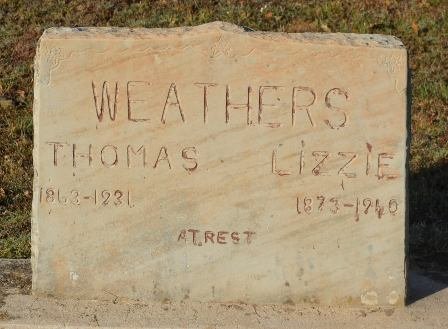 WEATHERS
THOMAS LIZZIE
1863-1931. 1873-1940
AT REST